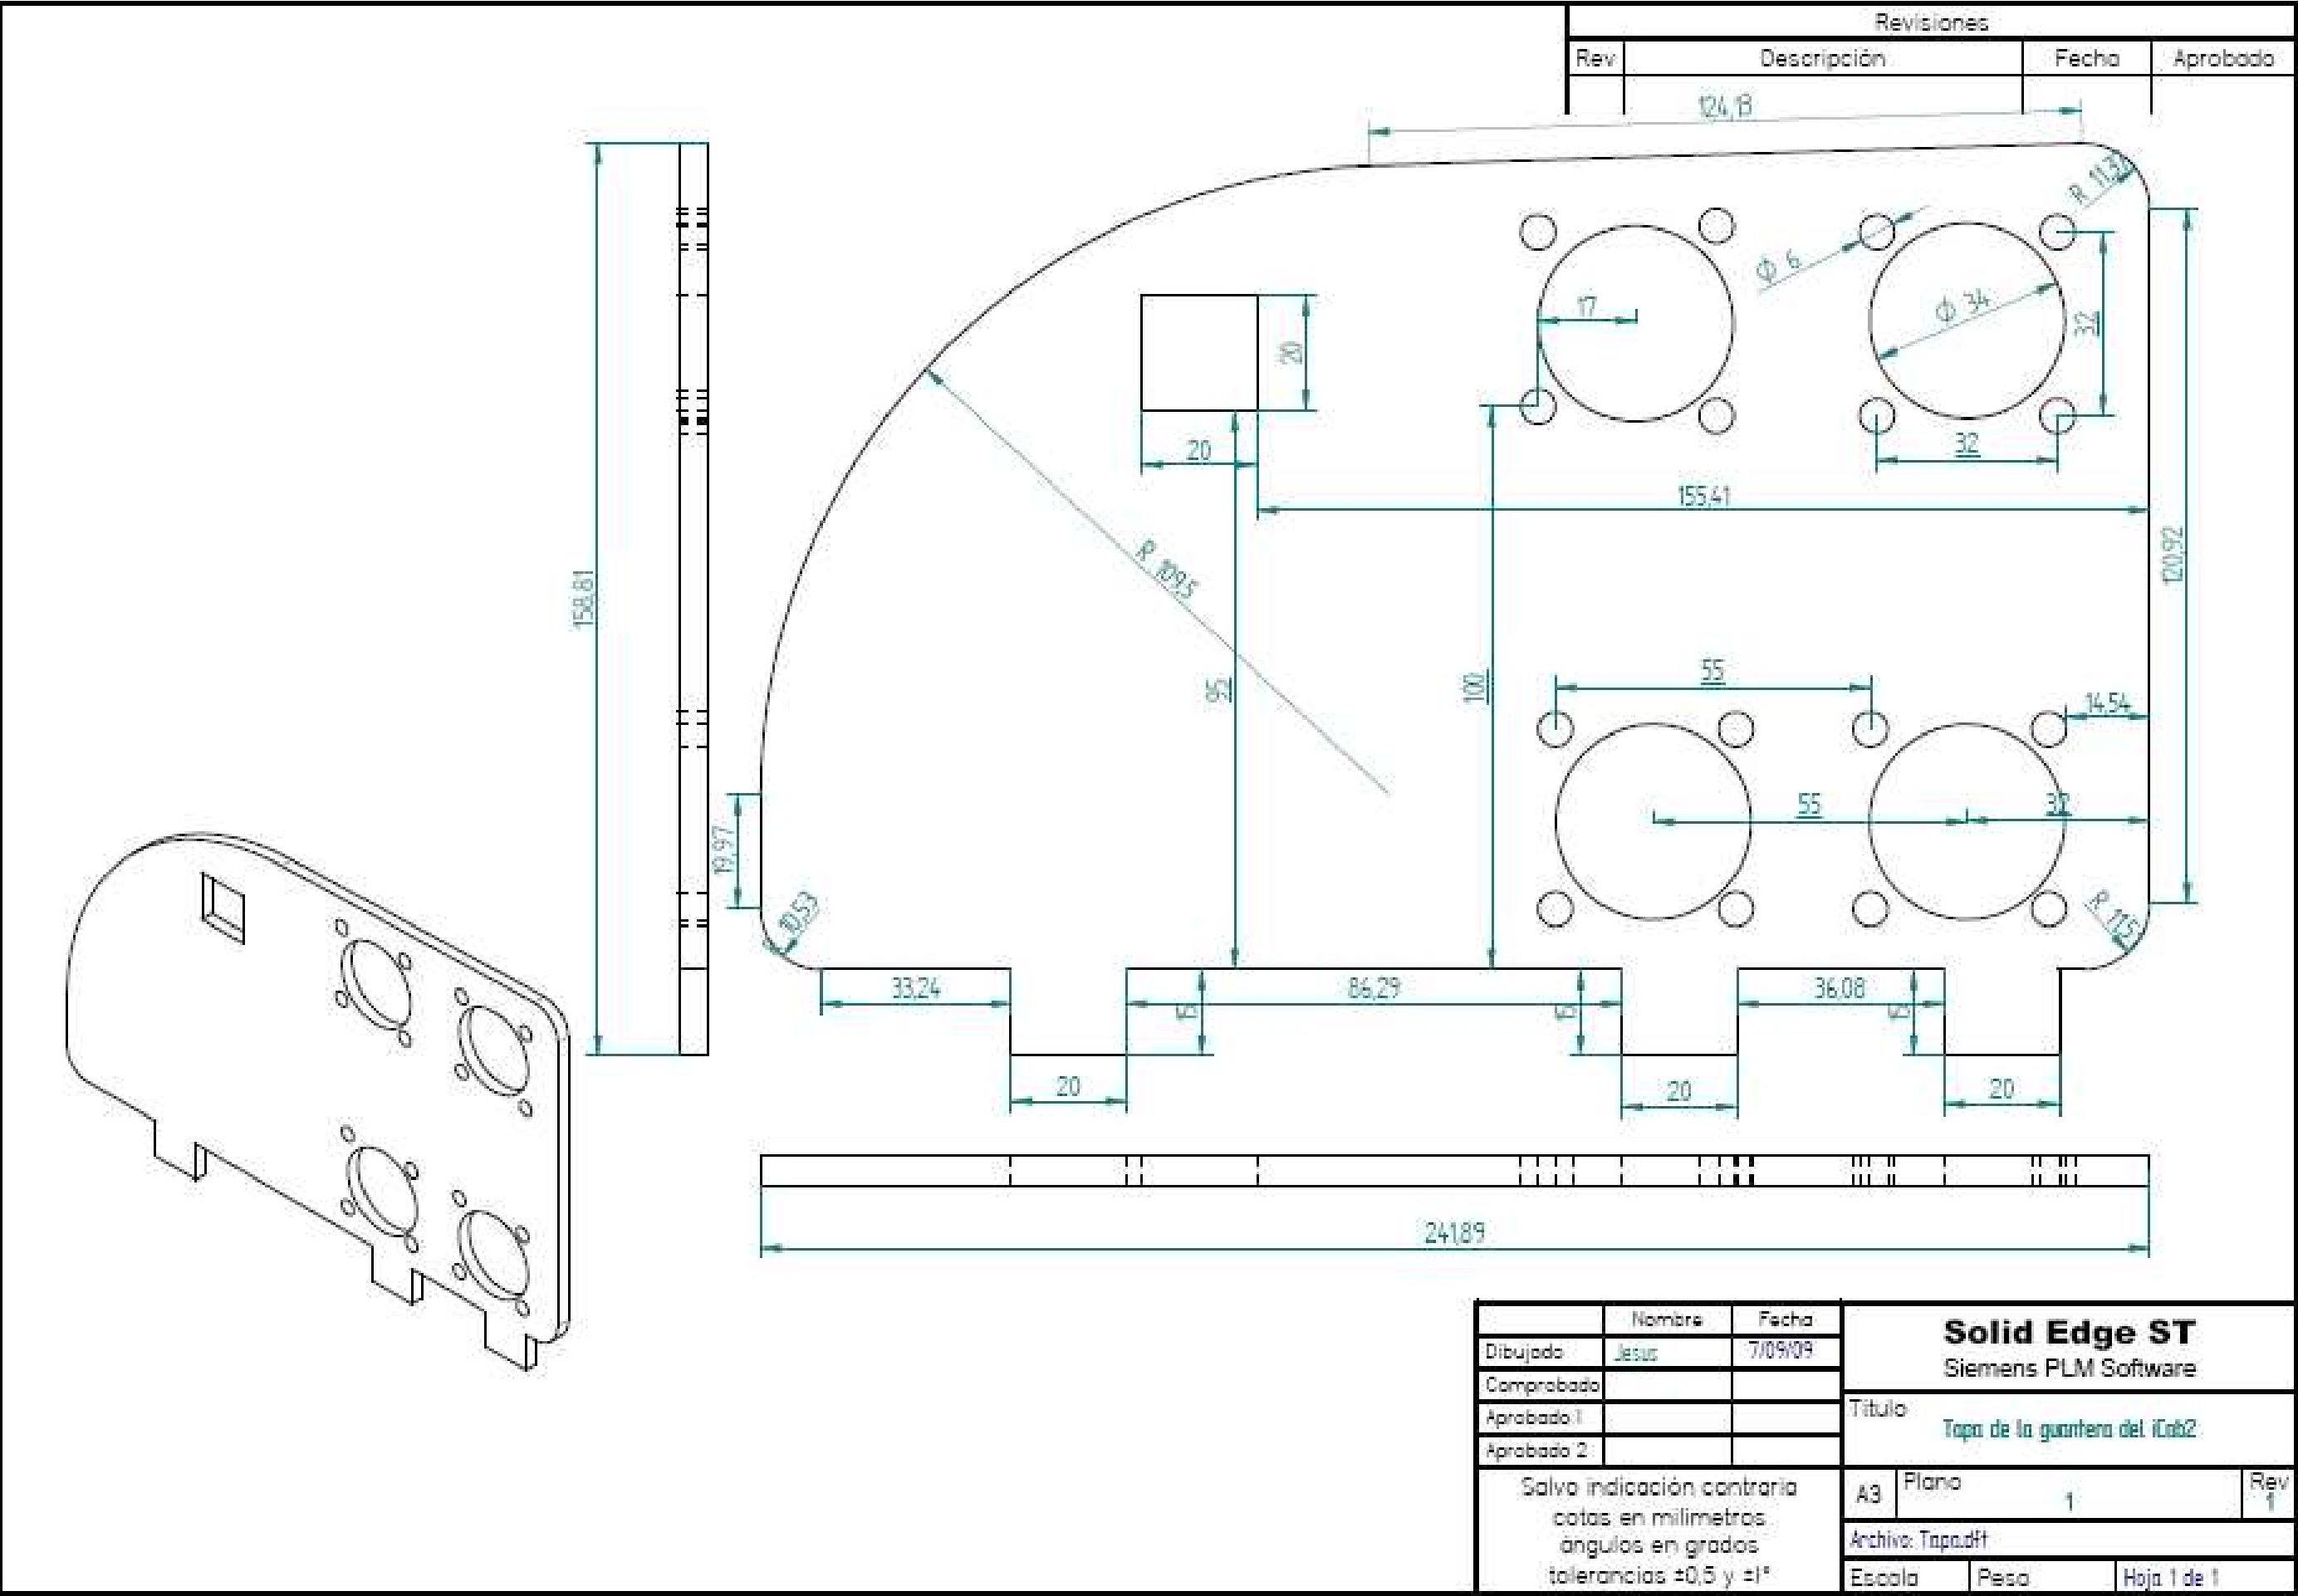 Revisiones
Rev Descripción Fecha Aprobado
124,13
R 11,32
Φ 6
17
Φ 34
32
20
20
32
155,41
R 109,5
120,92
158,81
95
100
55
14,54
55
32
19,97
R 10,53
R 11,5
33,24
15
86,29
15
36,08
15
20
20
20
241,89
Nombre Fecha
Dibujado Jesus 7/09/09
Comprobado
Aprobado 1
Aprobado 2
Solid Edge ST
Siemens PLM Software
Título
Tapa de la guantera del iCab2
Salvo indicación contraria
cotas en milímetros
ángulos en grados
tolerancias ±0,5 y ±1°
A3 Plano 1 Rev 1
Archivo: Tapa.dft
Escala Peso Hoja 1 de 1